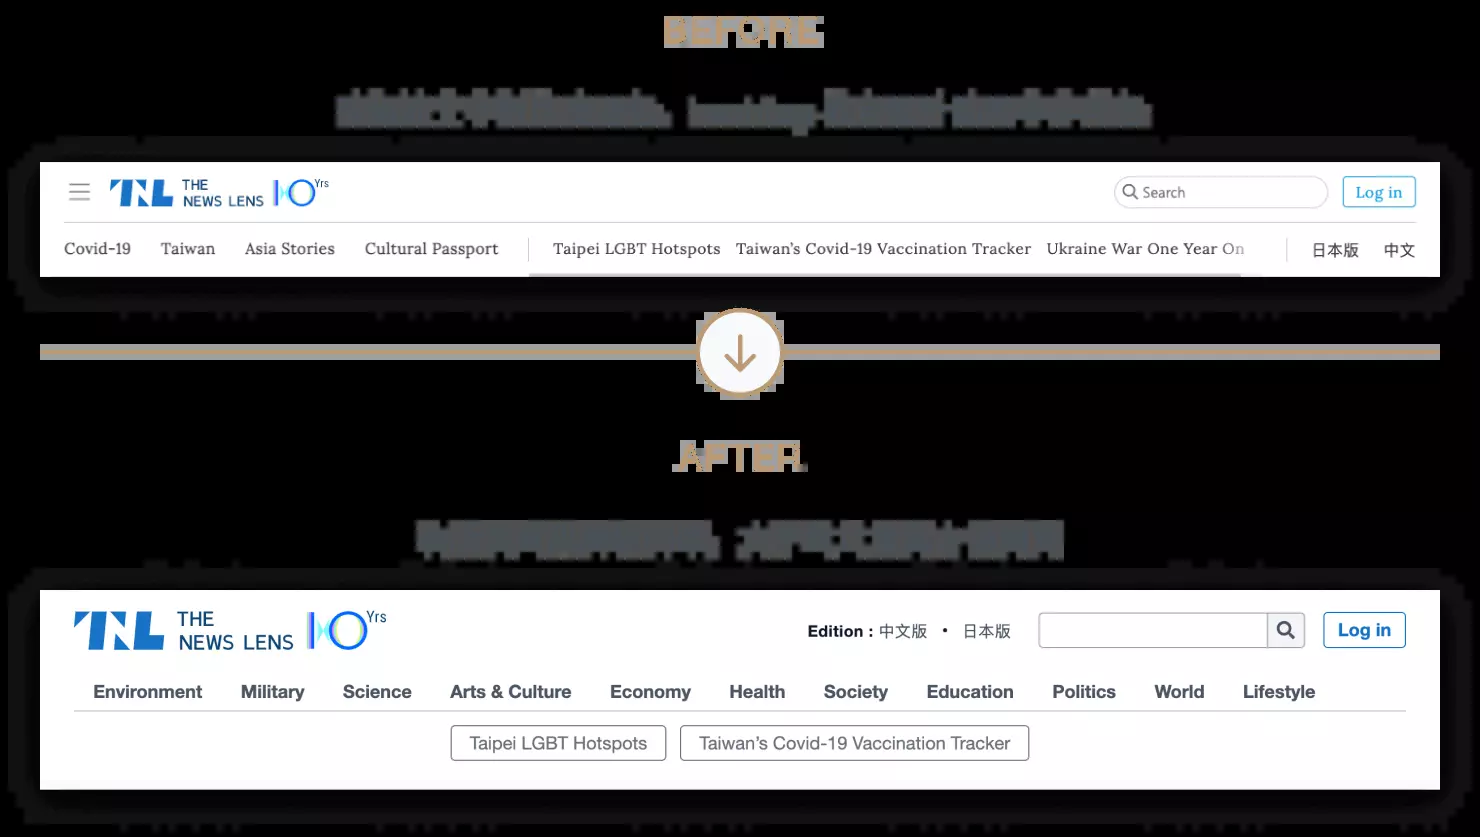 BEFORE
THE NEWS LENS 10 Yrs
Search
Log in
Covid-19 Taiwan Asia Stories Cultural Passport Taipei LGBT Hotspots Taiwan’s Covid-19 Vaccination Tracker Ukraine War One Year On 日本版 中文
AFTER
THE NEWS LENS 10 Yrs
Edition : 中文版 • 日本版
Log in
Environment Military Science Arts & Culture Economy Health Society Education Politics World Lifestyle
Taipei LGBT Hotspots Taiwan’s Covid-19 Vaccination Tracker